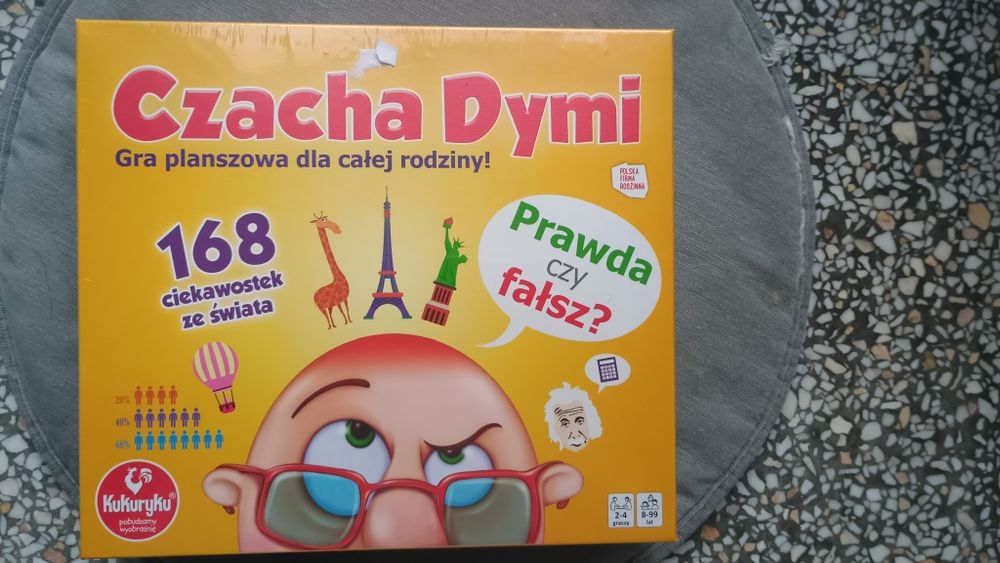 Czacha Dymi
Gra planszowa dla całej rodziny!
POLSKA
FIRMA
RODZINNA
168
ciekawostek
ze świata
Prawda
czy
fałsz?
20%
40%
60%
KuKuryKu®
pobudzamy
wyobraźnię
2-4
graczy
8-99
lat